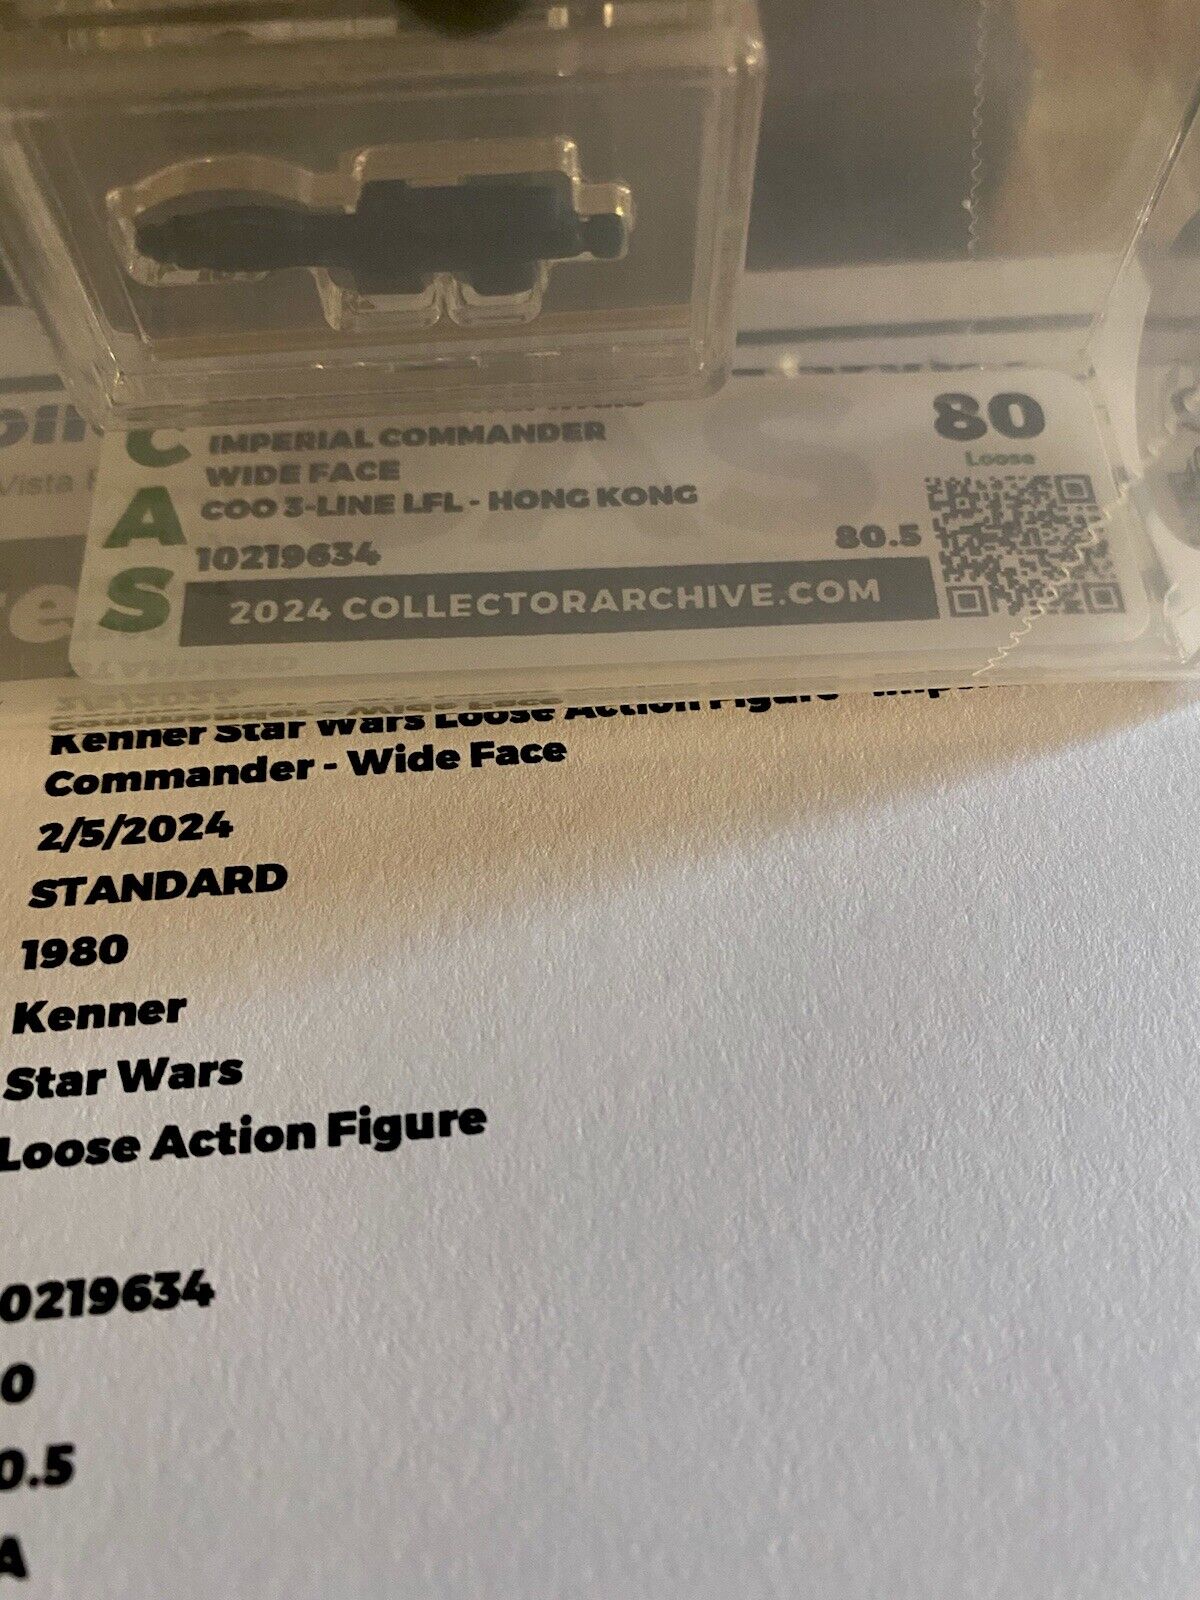 C A S
IMPERIAL COMMANDER
WIDE FACE
COO 3-LINE LFL - HONG KONG
10219634
80
Loose
80.5
2024 COLLECTORARCHIVE.COM
Vista
Kenner Star Wars Loose Action Figure -
Commander - Wide Face
2/5/2024
STANDARD
1980
Kenner
Star Wars
Loose Action Figure
0219634
0
0.5
A